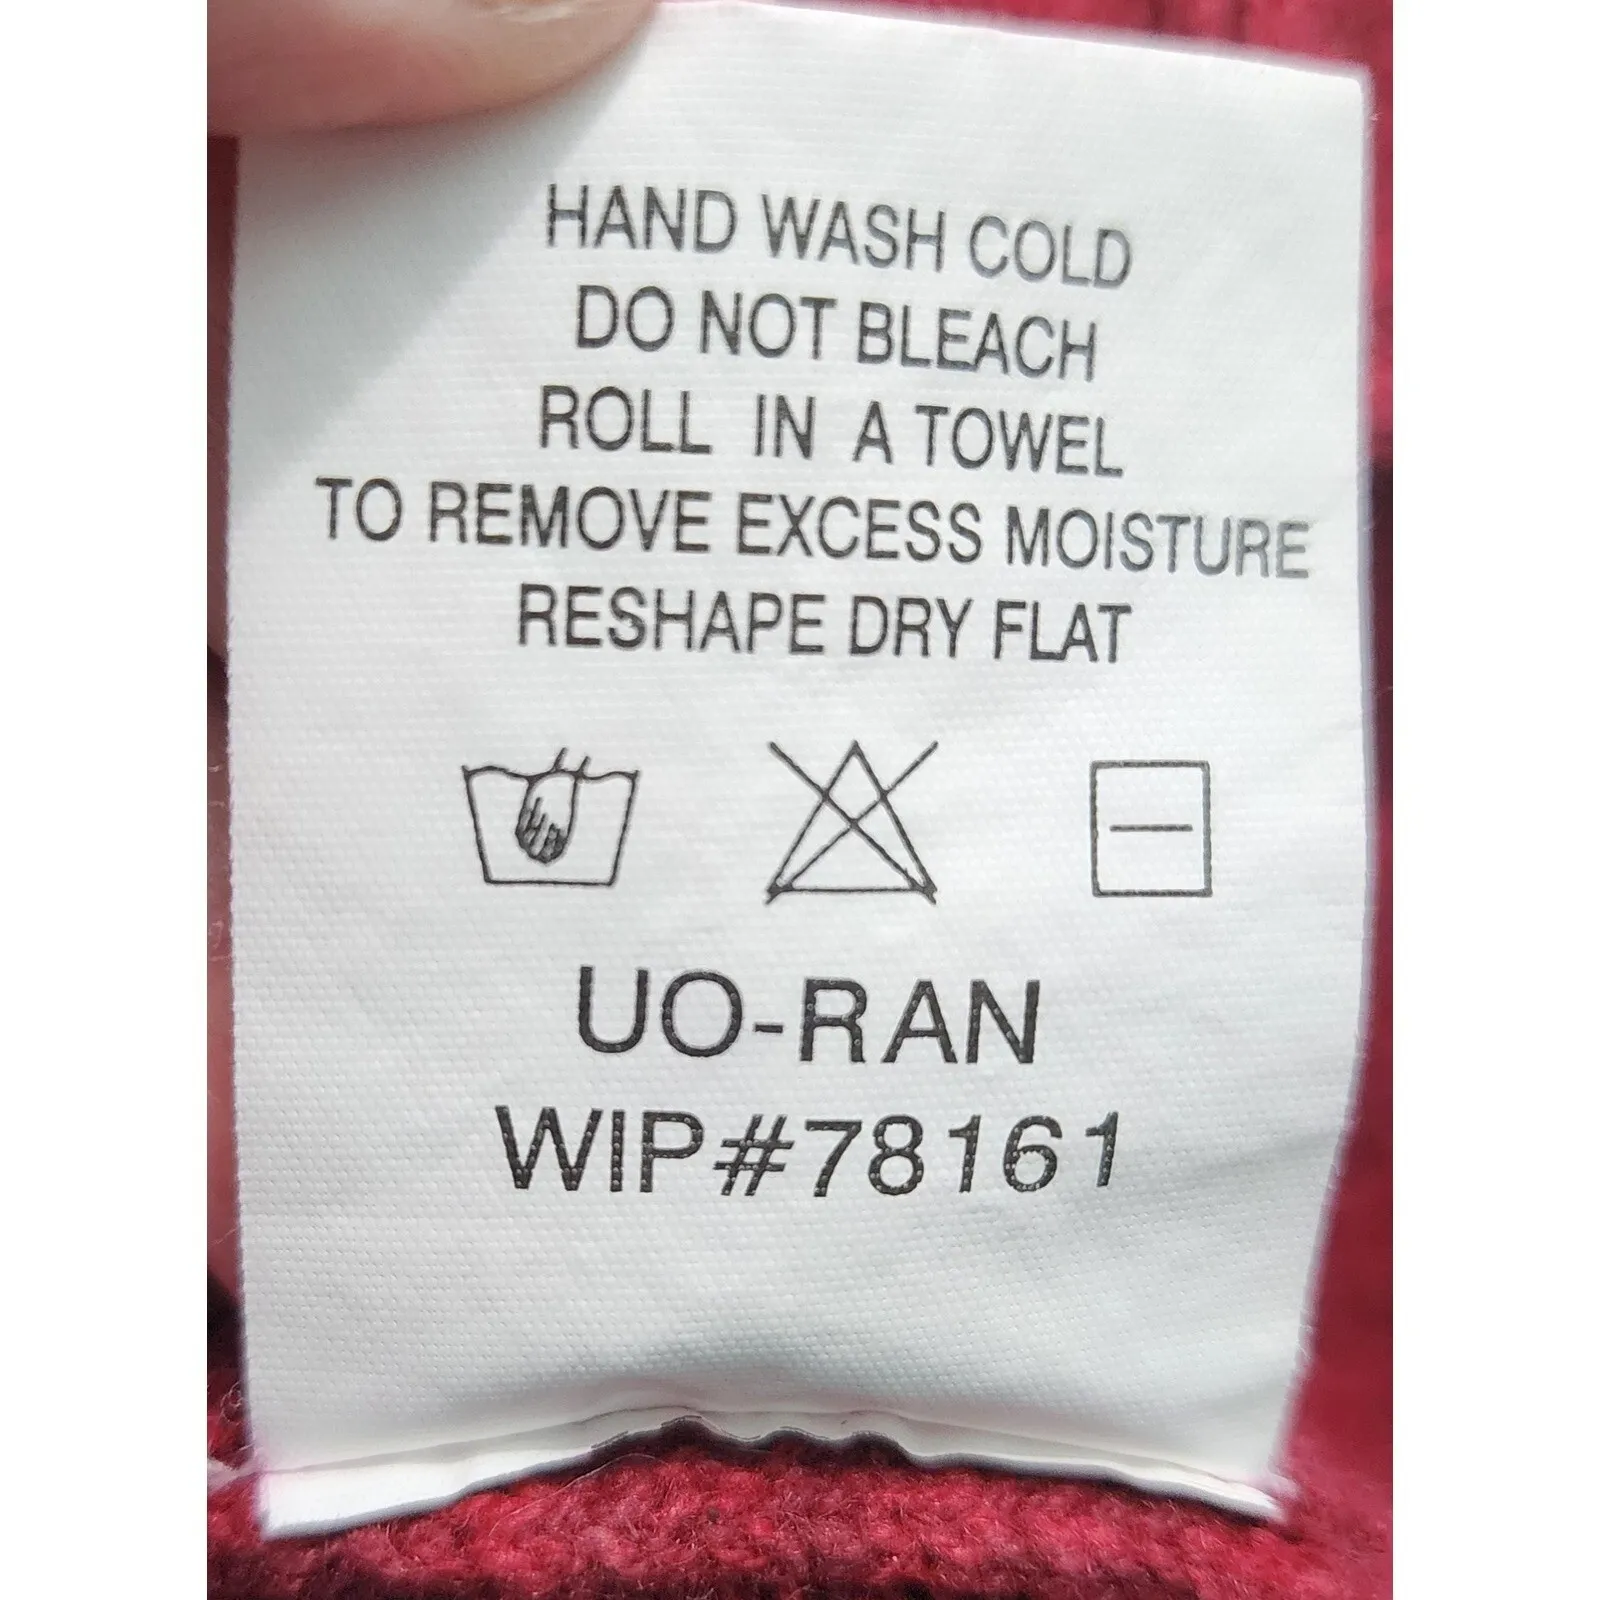 HAND WASH COLD
DO NOT BLEACH
ROLL IN A TOWEL
TO REMOVE EXCESS MOISTURE
RESHAPE DRY FLAT
UO-RAN
WIP#78161